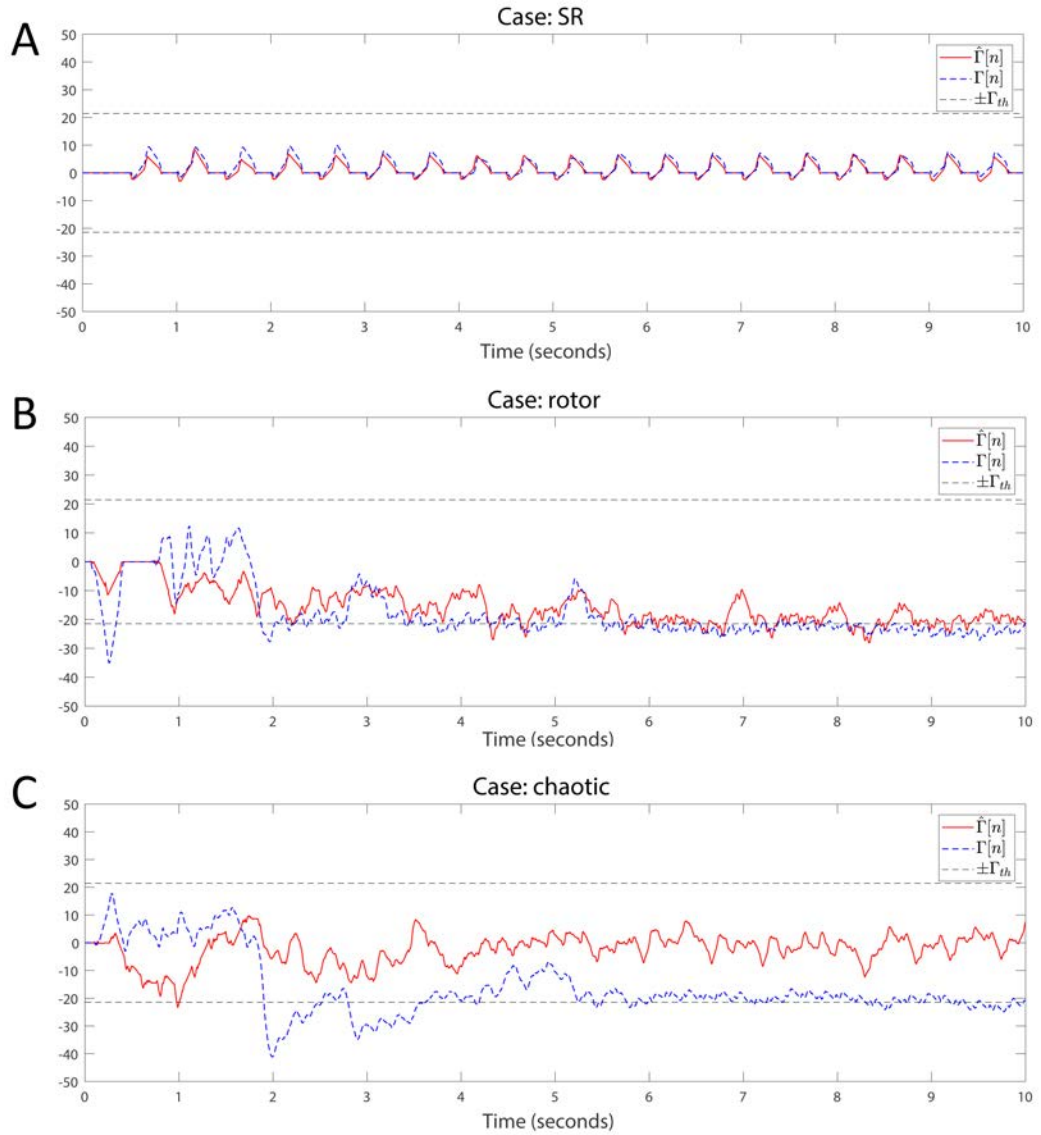 A
Case: SR
50
40
30
20
10
0
-10
-20
-30
-40
-50
Γ̂[n]
Γ[n]
±Γth
0 1 2 3 4 5 6 7 8 9 10
Time (seconds)
B
Case: rotor
50
40
30
20
10
0
-10
-20
-30
-40
-50
Γ̂[n]
Γ[n]
±Γth
0 1 2 3 4 5 6 7 8 9 10
Time (seconds)
C
Case: chaotic
50
40
30
20
10
0
-10
-20
-30
-40
-50
Γ̂[n]
Γ[n]
±Γth
0 1 2 3 4 5 6 7 8 9 10
Time (seconds)